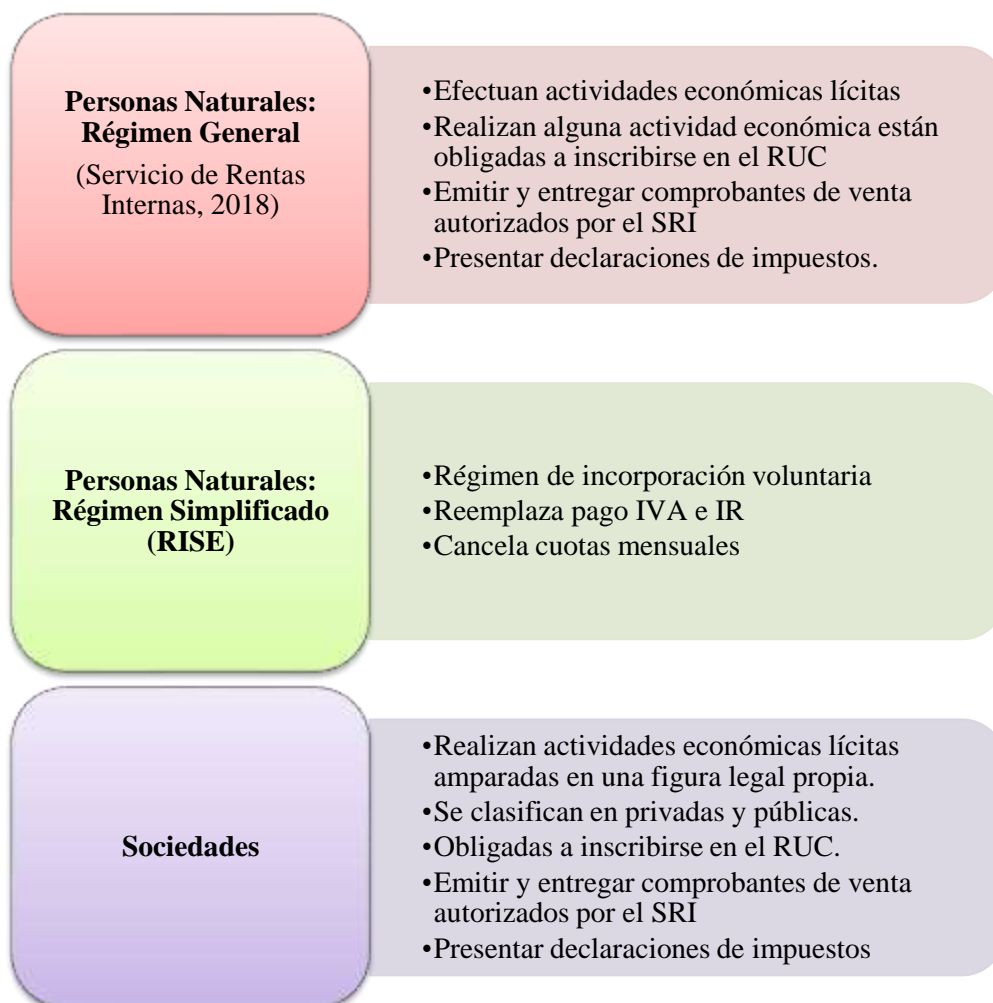 Personas Naturales:
Régimen General
(Servicio de Rentas
Internas, 2018)
•Efectuan actividades económicas lícitas
•Realizan alguna actividad económica están
obligadas a inscribirse en el RUC
•Emitir y entregar comprobantes de venta
autorizados por el SRI
•Presentar declaraciones de impuestos.
Personas Naturales:
Régimen Simplificado
(RISE)
•Régimen de incorporación voluntaria
•Reemplaza pago IVA e IR
•Cancela cuotas mensuales
Sociedades
•Realizan actividades económicas lícitas
amparadas en una figura legal propia.
•Se clasifican en privadas y públicas.
•Obligadas a inscribirse en el RUC.
•Emitir y entregar comprobantes de venta
autorizados por el SRI
•Presentar declaraciones de impuestos